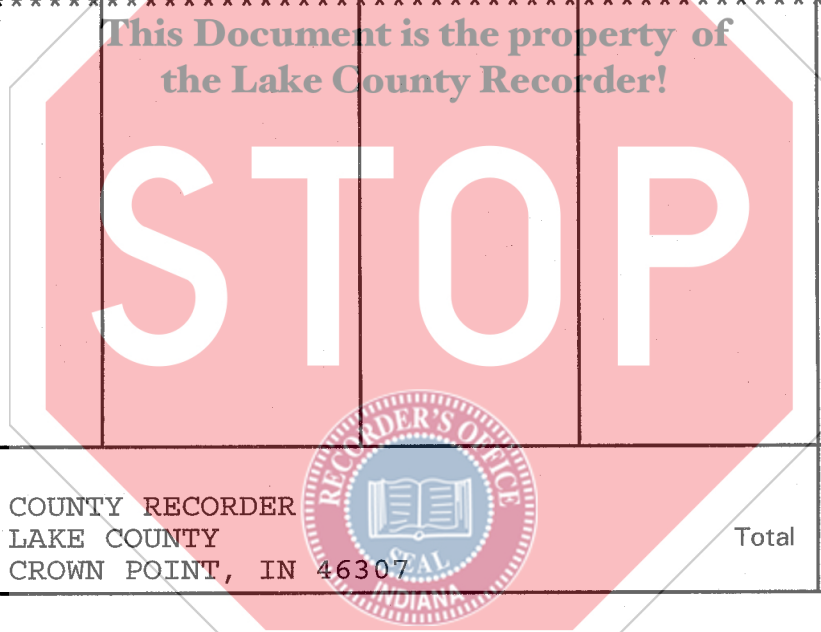 This Document is the property of
the Lake County Recorder!
STOP
RECORDER'S OFFICE
SEAL
INDIANA
COUNTY RECORDER
LAKE COUNTY
CROWN POINT, IN 46307
Total